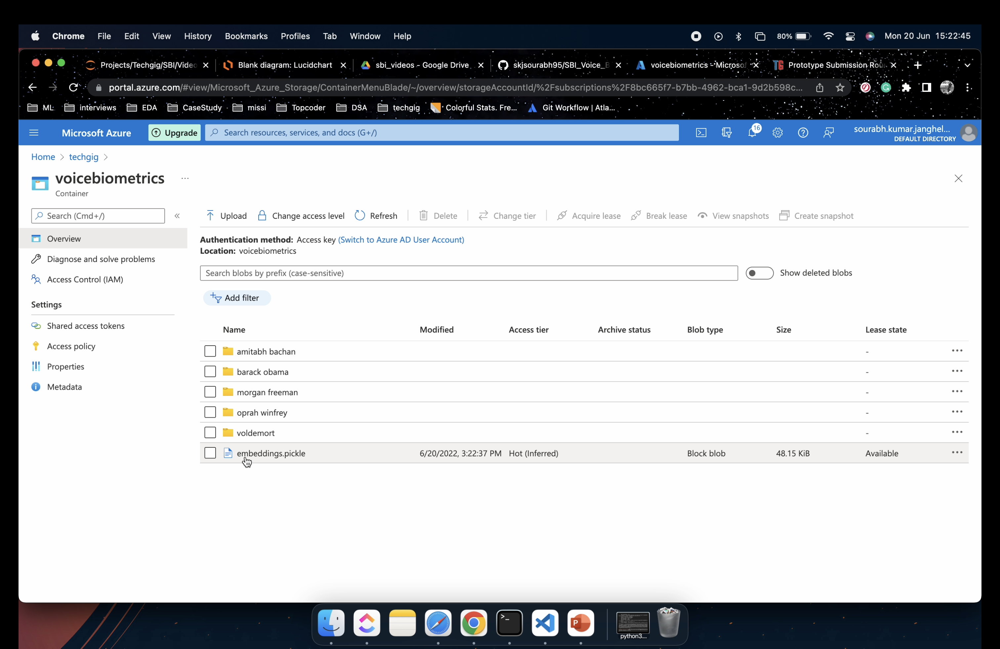 Chrome File Edit View History Bookmarks Profiles Tab Window Help 80% Mon 20 Jun 15:22:45
Projects/Techgig/SBI/Video Blank diagram: Lucidchart sbi_videos - Google Drive skjsourabh95/SBI_Voice_B voicebiometrics - Microsof TG Prototype Submission Rou
portal.azure.com/#view/Microsoft_Azure_Storage/ContainerMenuBlade/~/overview/storageAccountId/%2Fsubscriptions%2F8bc665f7-b7bb-4962-bca1-9d2b598c...
ML interviews EDA CaseStudy missi Topcoder DSA techgig Colorful Stats. Fre... Git Workflow | Atla...
Microsoft Azure Upgrade Search resources, services, and docs (G+/) 16 sourabh.kumar.janghel...
DEFAULT DIRECTORY
Home > techgig >
voicebiometrics ...
Container
Search (Cmd+/) « Upload Change access level Refresh Delete Change tier Acquire lease Break lease View snapshots Create snapshot
Overview
Diagnose and solve problems
Access Control (IAM)
Settings
Shared access tokens
Access policy
Properties
Metadata
Authentication method: Access key (Switch to Azure AD User Account)
Location: voicebiometrics
Search blobs by prefix (case-sensitive) Show deleted blobs
Add filter
Name Modified Access tier Archive status Blob type Size Lease state
amitabh bachan - ...
barack obama - ...
morgan freeman - ...
oprah winfrey - ...
voldemort - ...
embeddings.pickle 6/20/2022, 3:22:37 PM Hot (Inferred) Block blob 48.15 KiB Available ...
P
python3....